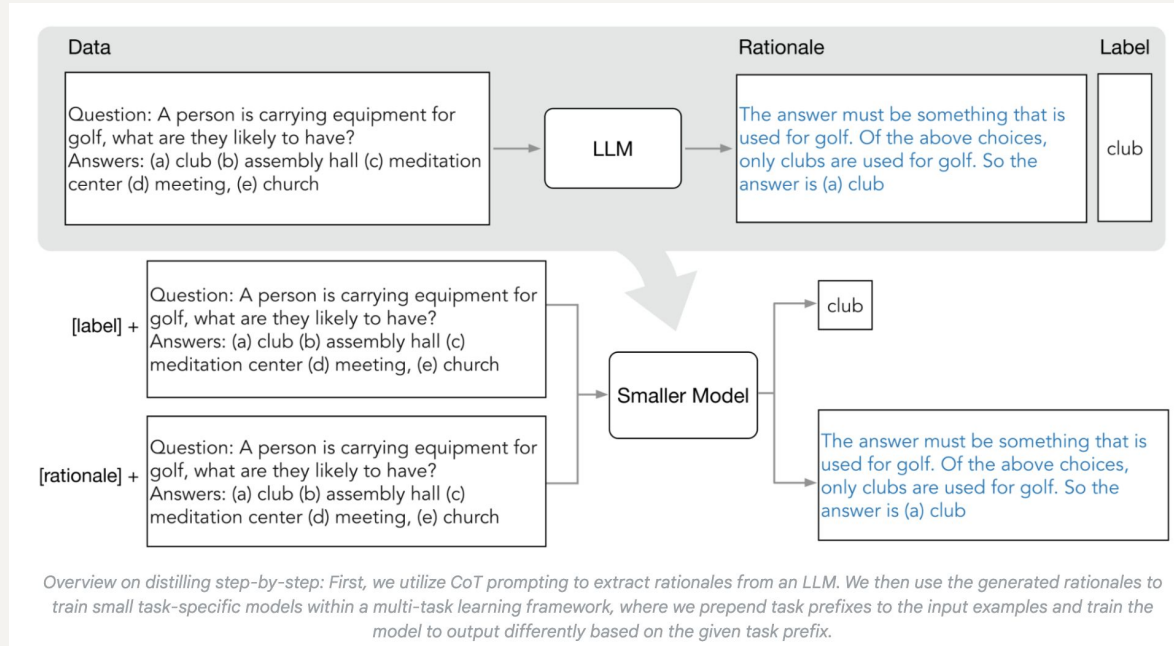 Data
Rationale
Label
Question: A person is carrying equipment for
golf, what are they likely to have?
Answers: (a) club (b) assembly hall (c) meditation
center (d) meeting, (e) church
LLM
The answer must be something that is
used for golf. Of the above choices,
only clubs are used for golf. So the
answer is (a) club
club
[label] +
Question: A person is carrying equipment for
golf, what are they likely to have?
Answers: (a) club (b) assembly hall (c)
meditation center (d) meeting, (e) church
[rationale] +
Question: A person is carrying equipment for
golf, what are they likely to have?
Answers: (a) club (b) assembly hall (c)
meditation center (d) meeting, (e) church
Smaller Model
club
The answer must be something that is
used for golf. Of the above choices,
only clubs are used for golf. So the
answer is (a) club
Overview on distilling step-by-step: First, we utilize CoT prompting to extract rationales from an LLM. We then use the generated rationales to
train small task-specific models within a multi-task learning framework, where we prepend task prefixes to the input examples and train the
model to output differently based on the given task prefix.